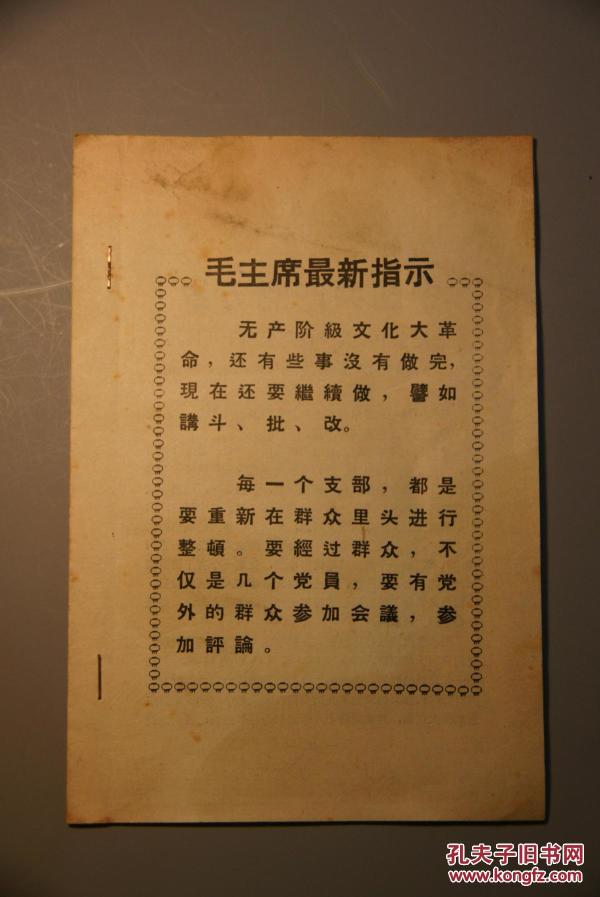 毛主席最新指示
无产阶級文化大革
命，还有些事沒有做完，
現在还要繼續做，譬如
講斗、批、改。
每一个支部，都是
要重新在群众里头进行
整頓。要經过群众，不
仅是几个党員，要有党
外的群众参加会議，参
加評論。
孔夫子旧书网
www.kongfz.com